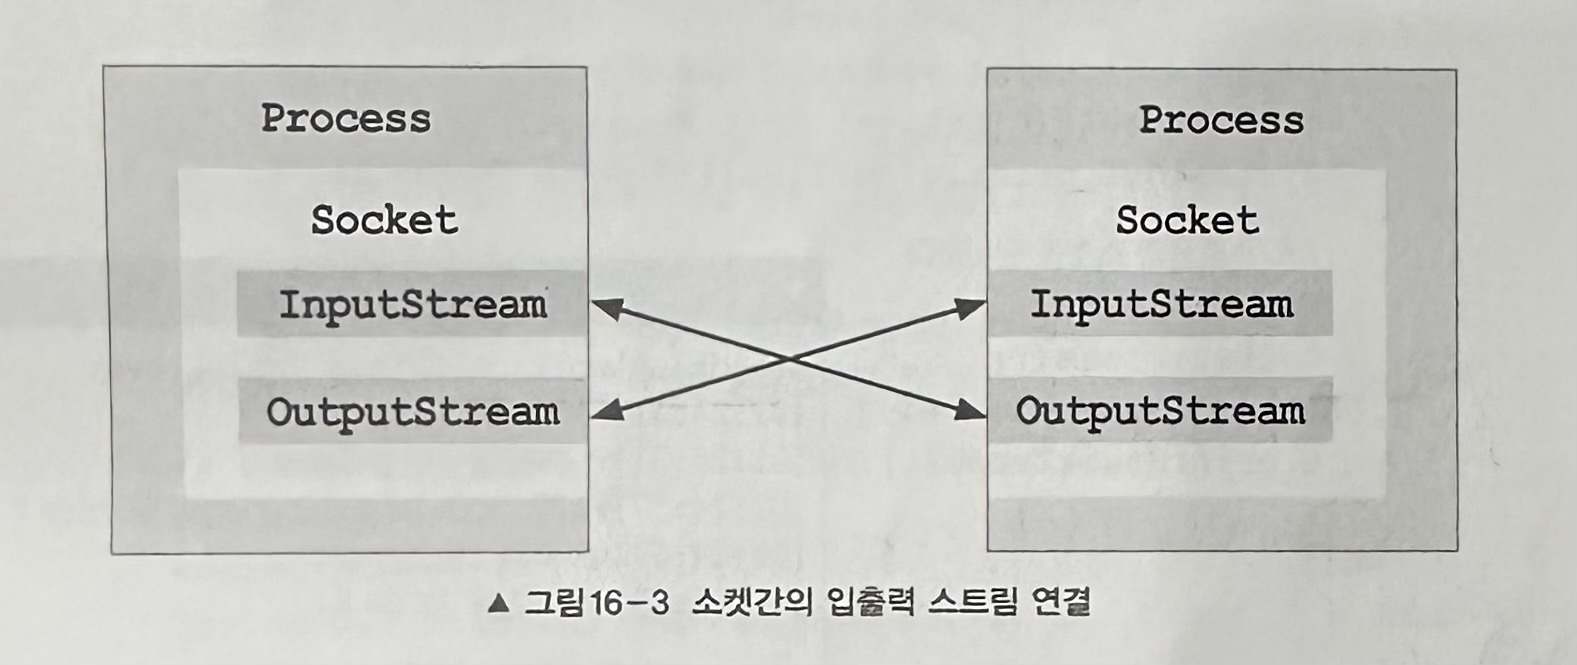 Process
Socket
InputStream
OutputStream
Process
Socket
InputStream
OutputStream
▲ 그림16-3 소켓간의 입출력 스트림 연결